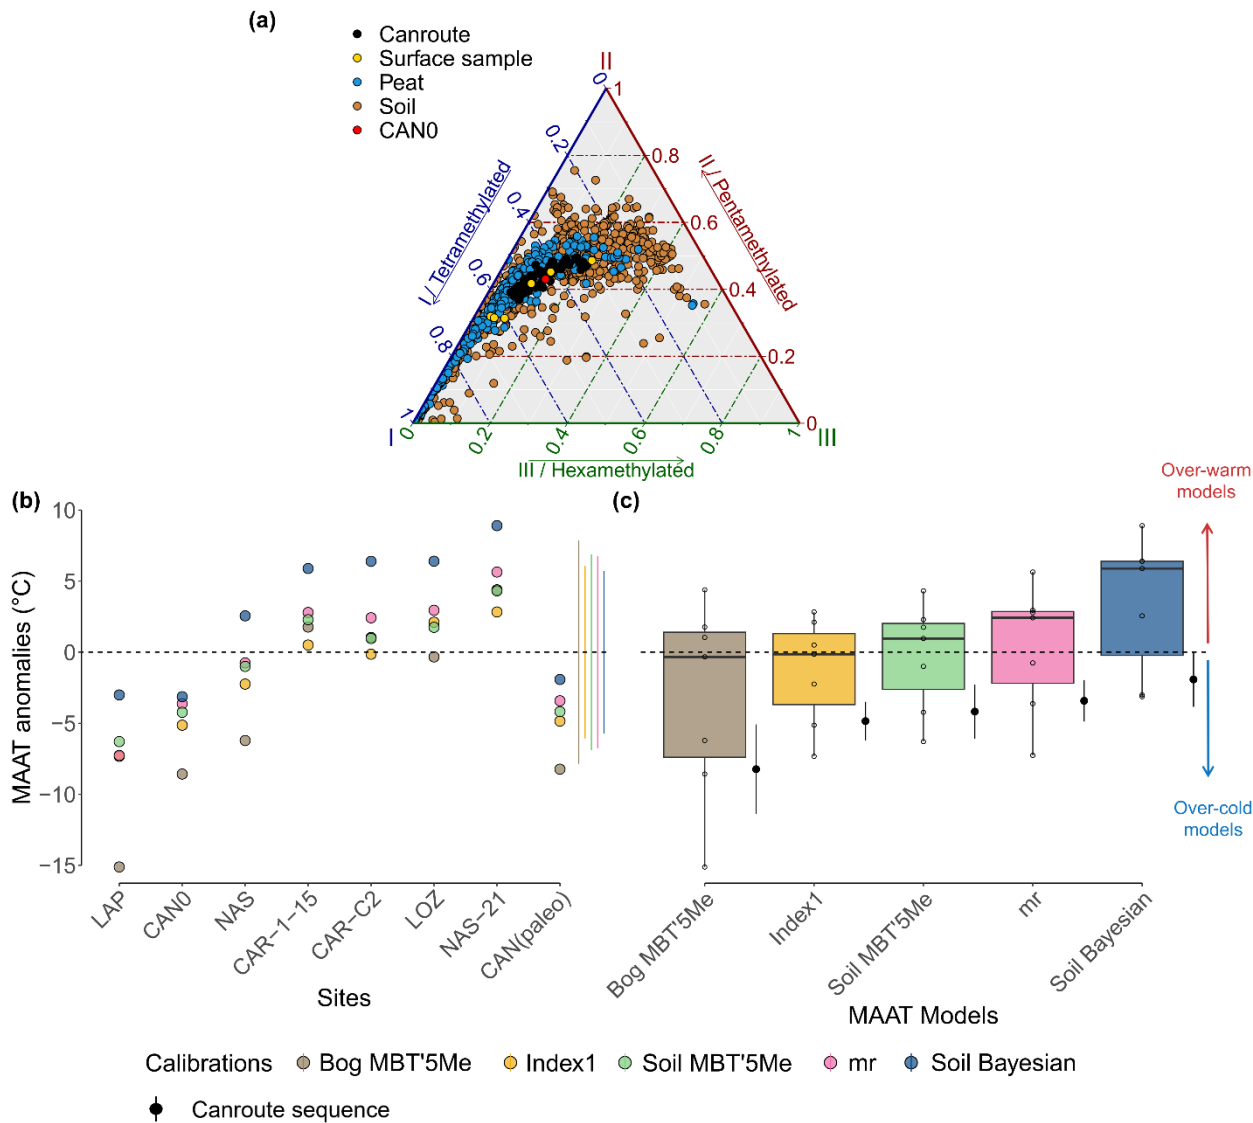 (a)
Canroute
Surface sample
Peat
Soil
CAN0
II
0
1
0.2
0.8
0.4
0.6
0.6
0.4
0.8
0.2
1
0
I / Tetramethylated
II / Pentamethylated
I
0
0.2
0.4
0.6
0.8
1
III
III / Hexamethylated
(b)
10
5
0
−5
−10
−15
MAAT anomalies (°C)
LAP
CAN0
NAS
CAR−1−15
CAR−C2
LOZ
NAS−21
CAN(paleo)
Sites
(c)
Over-warm
models
Over-cold
models
Bog MBT'5Me
Index1
Soil MBT'5Me
mr
Soil Bayesian
MAAT Models
Calibrations Bog MBT'5Me Index1 Soil MBT'5Me mr Soil Bayesian
Canroute sequence